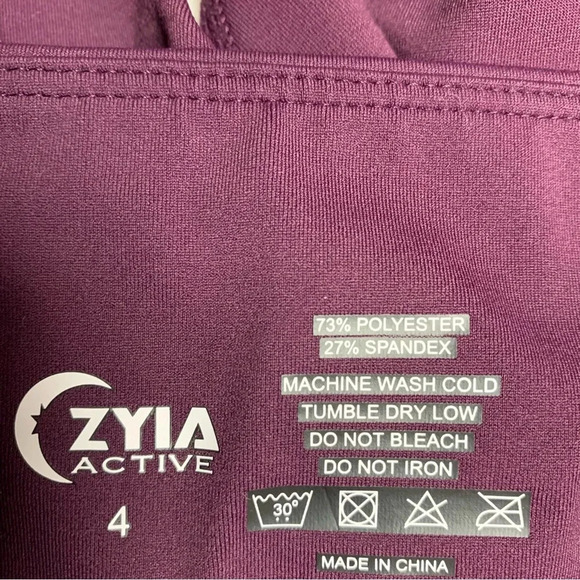 73% POLYESTER
27% SPANDEX
MACHINE WASH COLD
TUMBLE DRY LOW
DO NOT BLEACH
DO NOT IRON
30°
MADE IN CHINA
ZYIA
ACTIVE
4